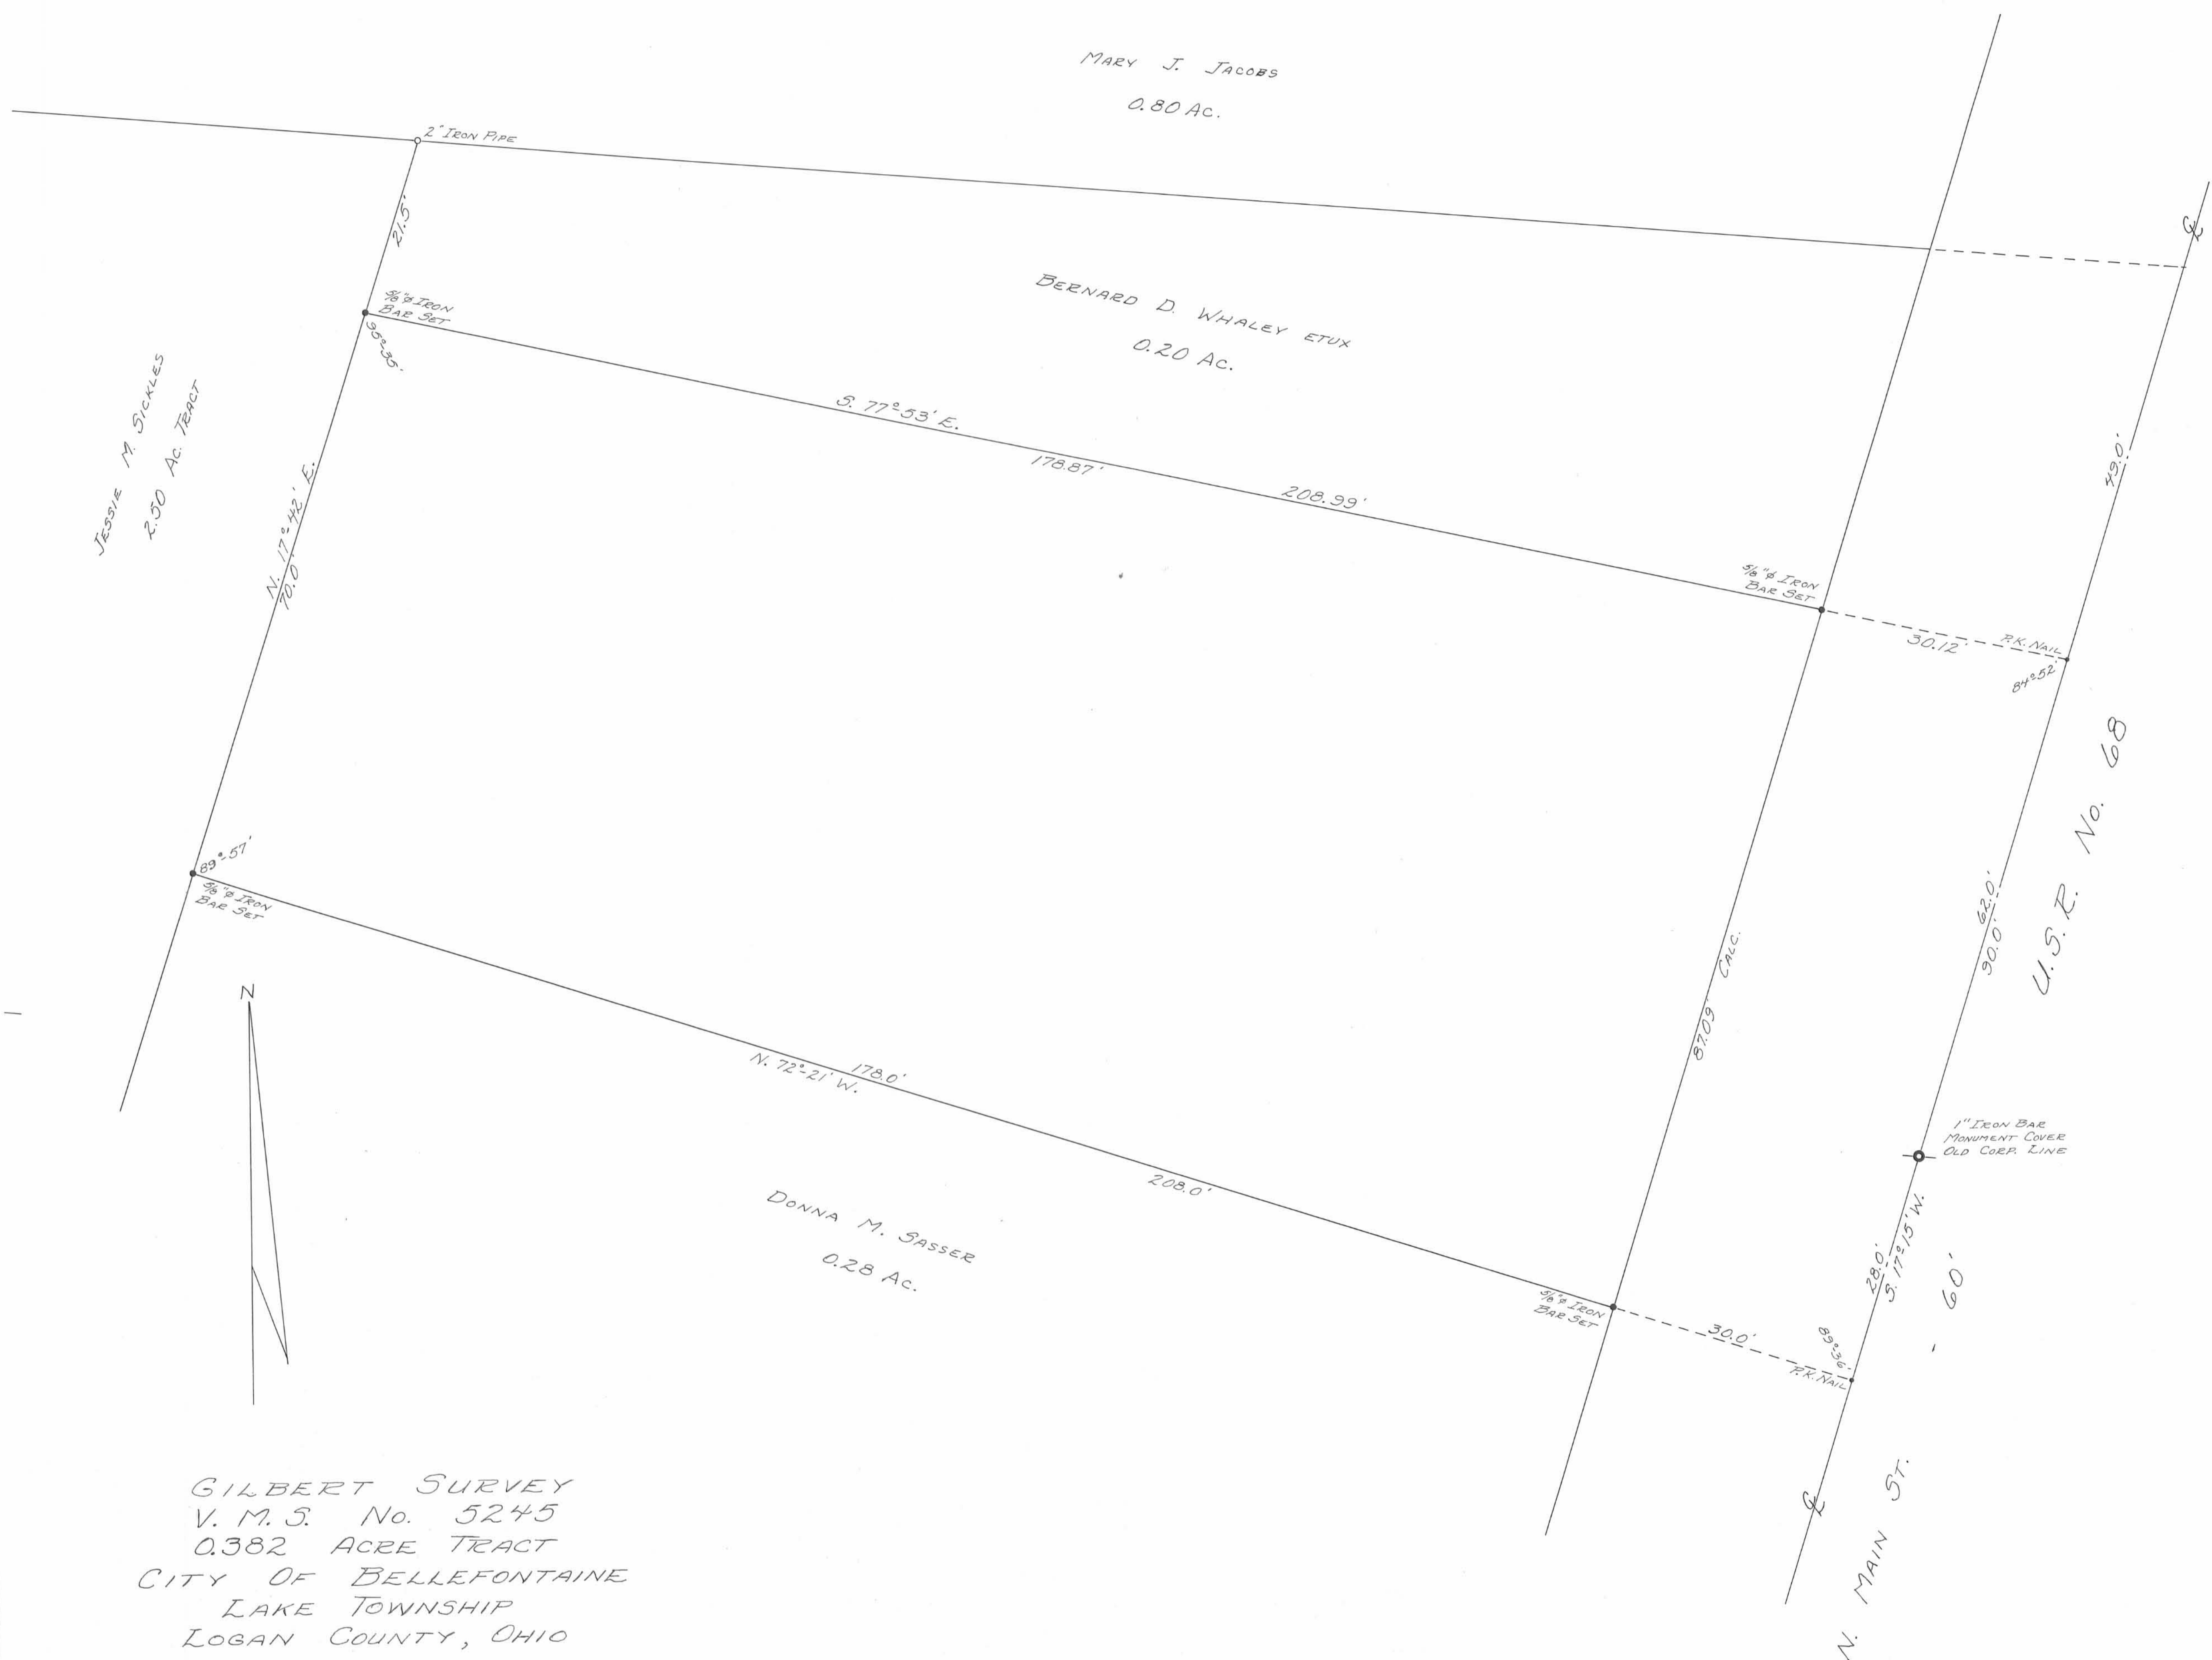 MARY J. JACOBS
0.80 AC.
2" IRON PIPE
21.5'
BERNARD D. WHALEY ETUX
0.20 AC.
5/8"ϕ IRON
BAR SET
95°-35'
JESSIE M. SICKLES
2.50 AC. TRACT
S. 77°-53' E.
178.87'
208.99'
N. 17°-42' E.
70.0'
5/8"ϕ IRON
BAR SET
30.12'
P.K. NAIL
84°-52'
℄
49.0'
U.S.R. No. 68
62.0'
90.0'
87.09' CALC.
89°-57'
5/8"ϕ IRON
BAR SET
N
N. 72°-21' W.
178.0'
208.0'
DONNA M. SASSER
0.28 AC.
1" IRON BAR
MONUMENT COVER
OLD CORP. LINE
28.0'
S. 17°-15' W.
5/8"ϕ IRON
BAR SET
30.0'
89°-36'
P.K. NAIL
℄
N. MAIN ST. - 60'
GILBERT SURVEY
V. M. S. No. 5245
0.382 ACRE TRACT
CITY OF BELLEFONTAINE
LAKE TOWNSHIP
LOGAN COUNTY, OHIO